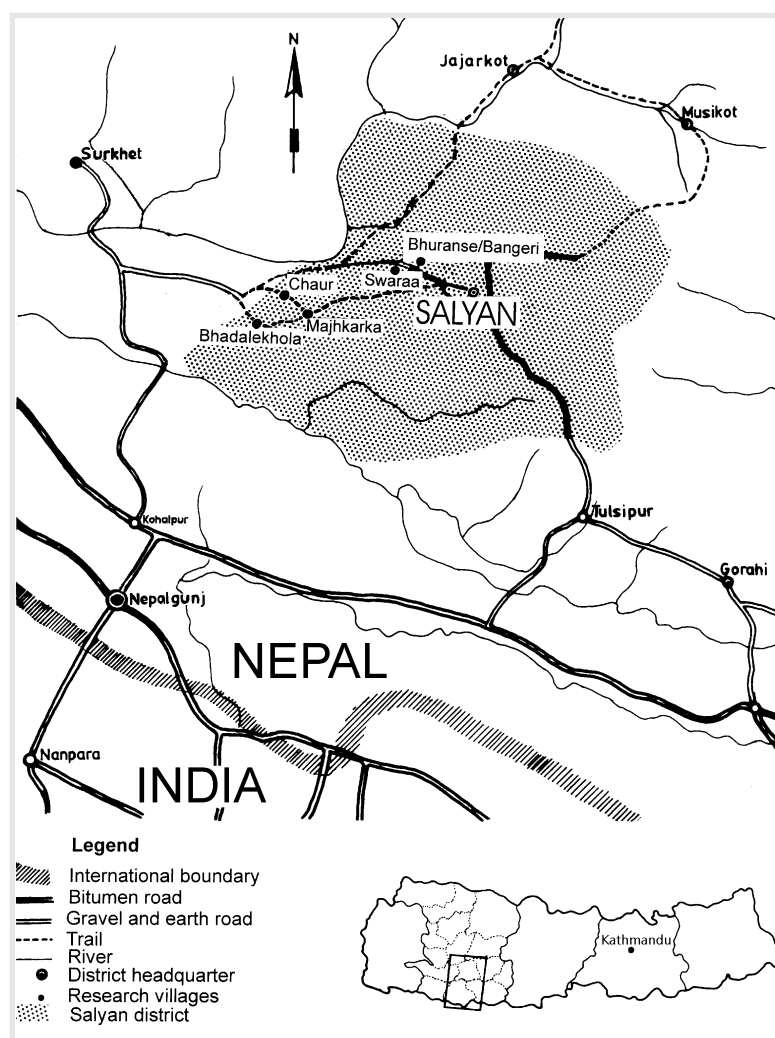 N
Jajarkot
Musikot
Surkhet
Bhuranse/Bangeri
Swaraa
Chaur
SALYAN
Majhkarka
Bhadalekhola
Kohalpur
Tulsipur
Gorahi
Nepalgunj
NEPAL
Nanpara
INDIA
Legend
International boundary
Bitumen road
Gravel and earth road
Trail
River
District headquarter
Research villages
Salyan district
Kathmandu